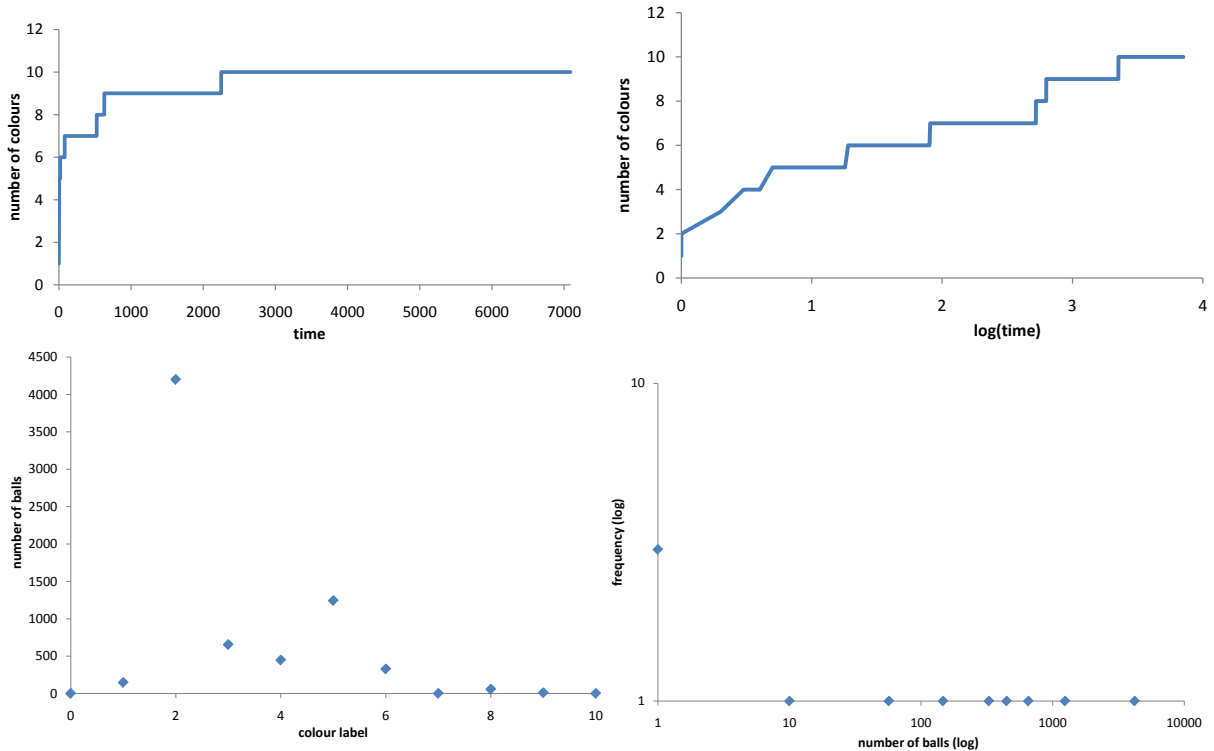 12
10
8
6
4
2
0
number of colours
0 1000 2000 3000 4000 5000 6000 7000
time
12
10
8
6
4
2
0
number of colours
0 1 2 3 4
log(time)
4500
4000
3500
3000
2500
2000
1500
1000
500
0
number of balls
0 2 4 6 8 10
colour label
10
1
frequency (log)
1 10 100 1000 10000
number of balls (log)